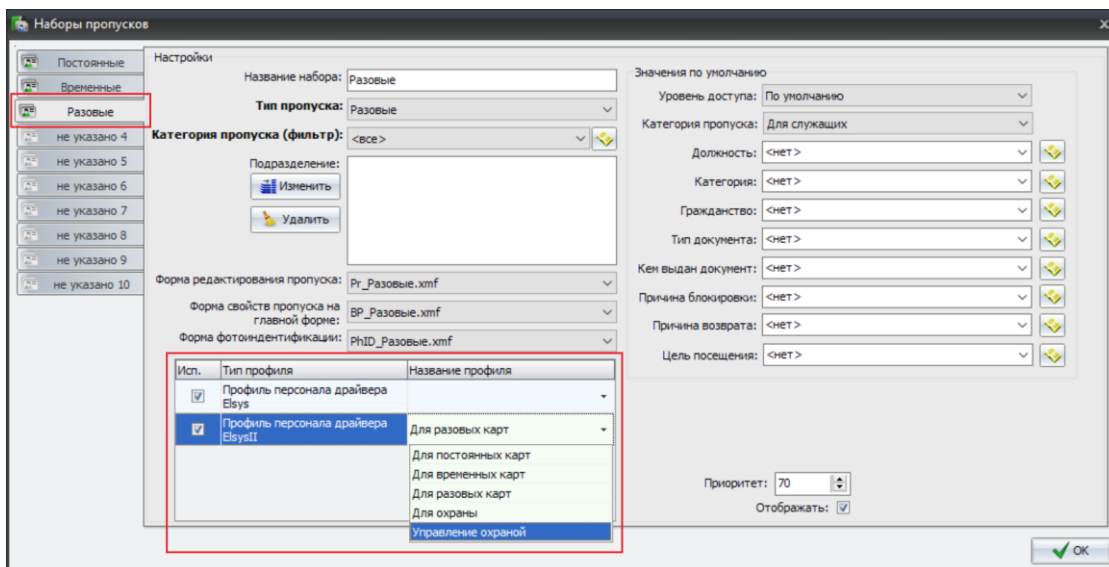 Наборы пропусков
x
Постоянные
Временные
Разовые
не указано 4
не указано 5
не указано 6
не указано 7
не указано 8
не указано 9
не указано 10
Настройки
Название набора: Разовые
Тип пропуска: Разовые
Категория пропуска (фильтр): <все>
Подразделение:
Изменить
Удалить
Форма редактирования пропуска: Pr_Разовые.xmf
Форма свойств пропуска на
главной форме: BP_Разовые.xmf
Форма фотоидентификации: PhID_Разовые.xmf
Исп. Тип профиля Название профиля
Профиль персонала драйвера
Elsys
Профиль персонала драйвера
ElsysII
Для разовых карт
Для постоянных карт
Для временных карт
Для разовых карт
Для охраны
Управление охраной
Значения по умолчанию
Уровень доступа: По умолчанию
Категория пропуска: Для служащих
Должность: <нет>
Категория: <нет>
Гражданство: <нет>
Тип документа: <нет>
Кем выдан документ: <нет>
Причина блокировки: <нет>
Причина возврата: <нет>
Цель посещения: <нет>
Приоритет: 70
Отображать:
ОК